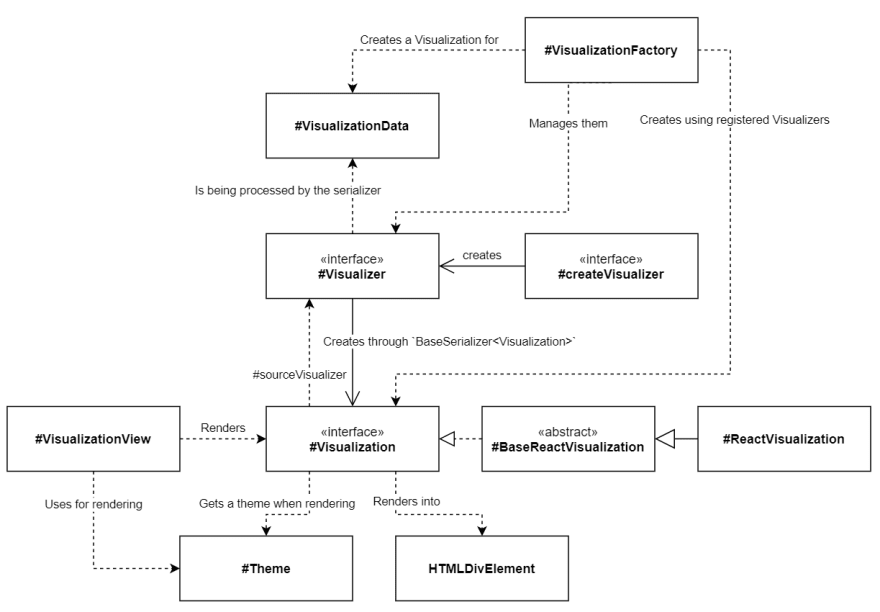 Creates a Visualization for
#VisualizationFactory
#VisualizationData
Manages them
Creates using registered Visualizers
Is being processed by the serializer
«interface»
#Visualizer
creates
«interface»
#createVisualizer
Creates through `BaseSerializer<Visualization>`
#sourceVisualizer
#VisualizationView
Renders
«interface»
#Visualization
«abstract»
#BaseReactVisualization
#ReactVisualization
Uses for rendering
Gets a theme when rendering
Renders into
#Theme
HTMLDivElement